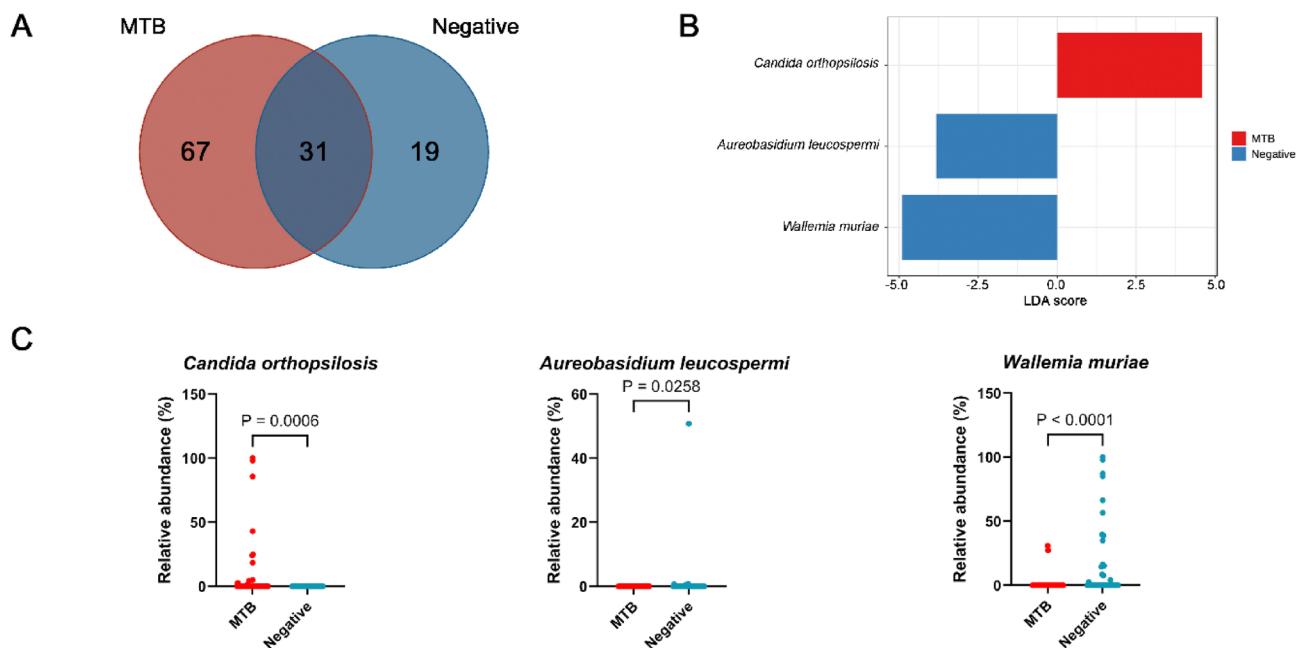 A
MTB
Negative
67
31
19
B
Candida orthopsilosis
Aureobasidium leucospermi
Wallemia muriae
-5.0
-2.5
0.0
2.5
5.0
LDA score
MTB
Negative
C
Candida orthopsilosis
P = 0.0006
Relative abundance (%)
150
100
50
0
MTB
Negative
Aureobasidium leucospermi
P = 0.0258
Relative abundance (%)
60
40
20
0
MTB
Negative
Wallemia muriae
P < 0.0001
Relative abundance (%)
150
100
50
0
MTB
Negative